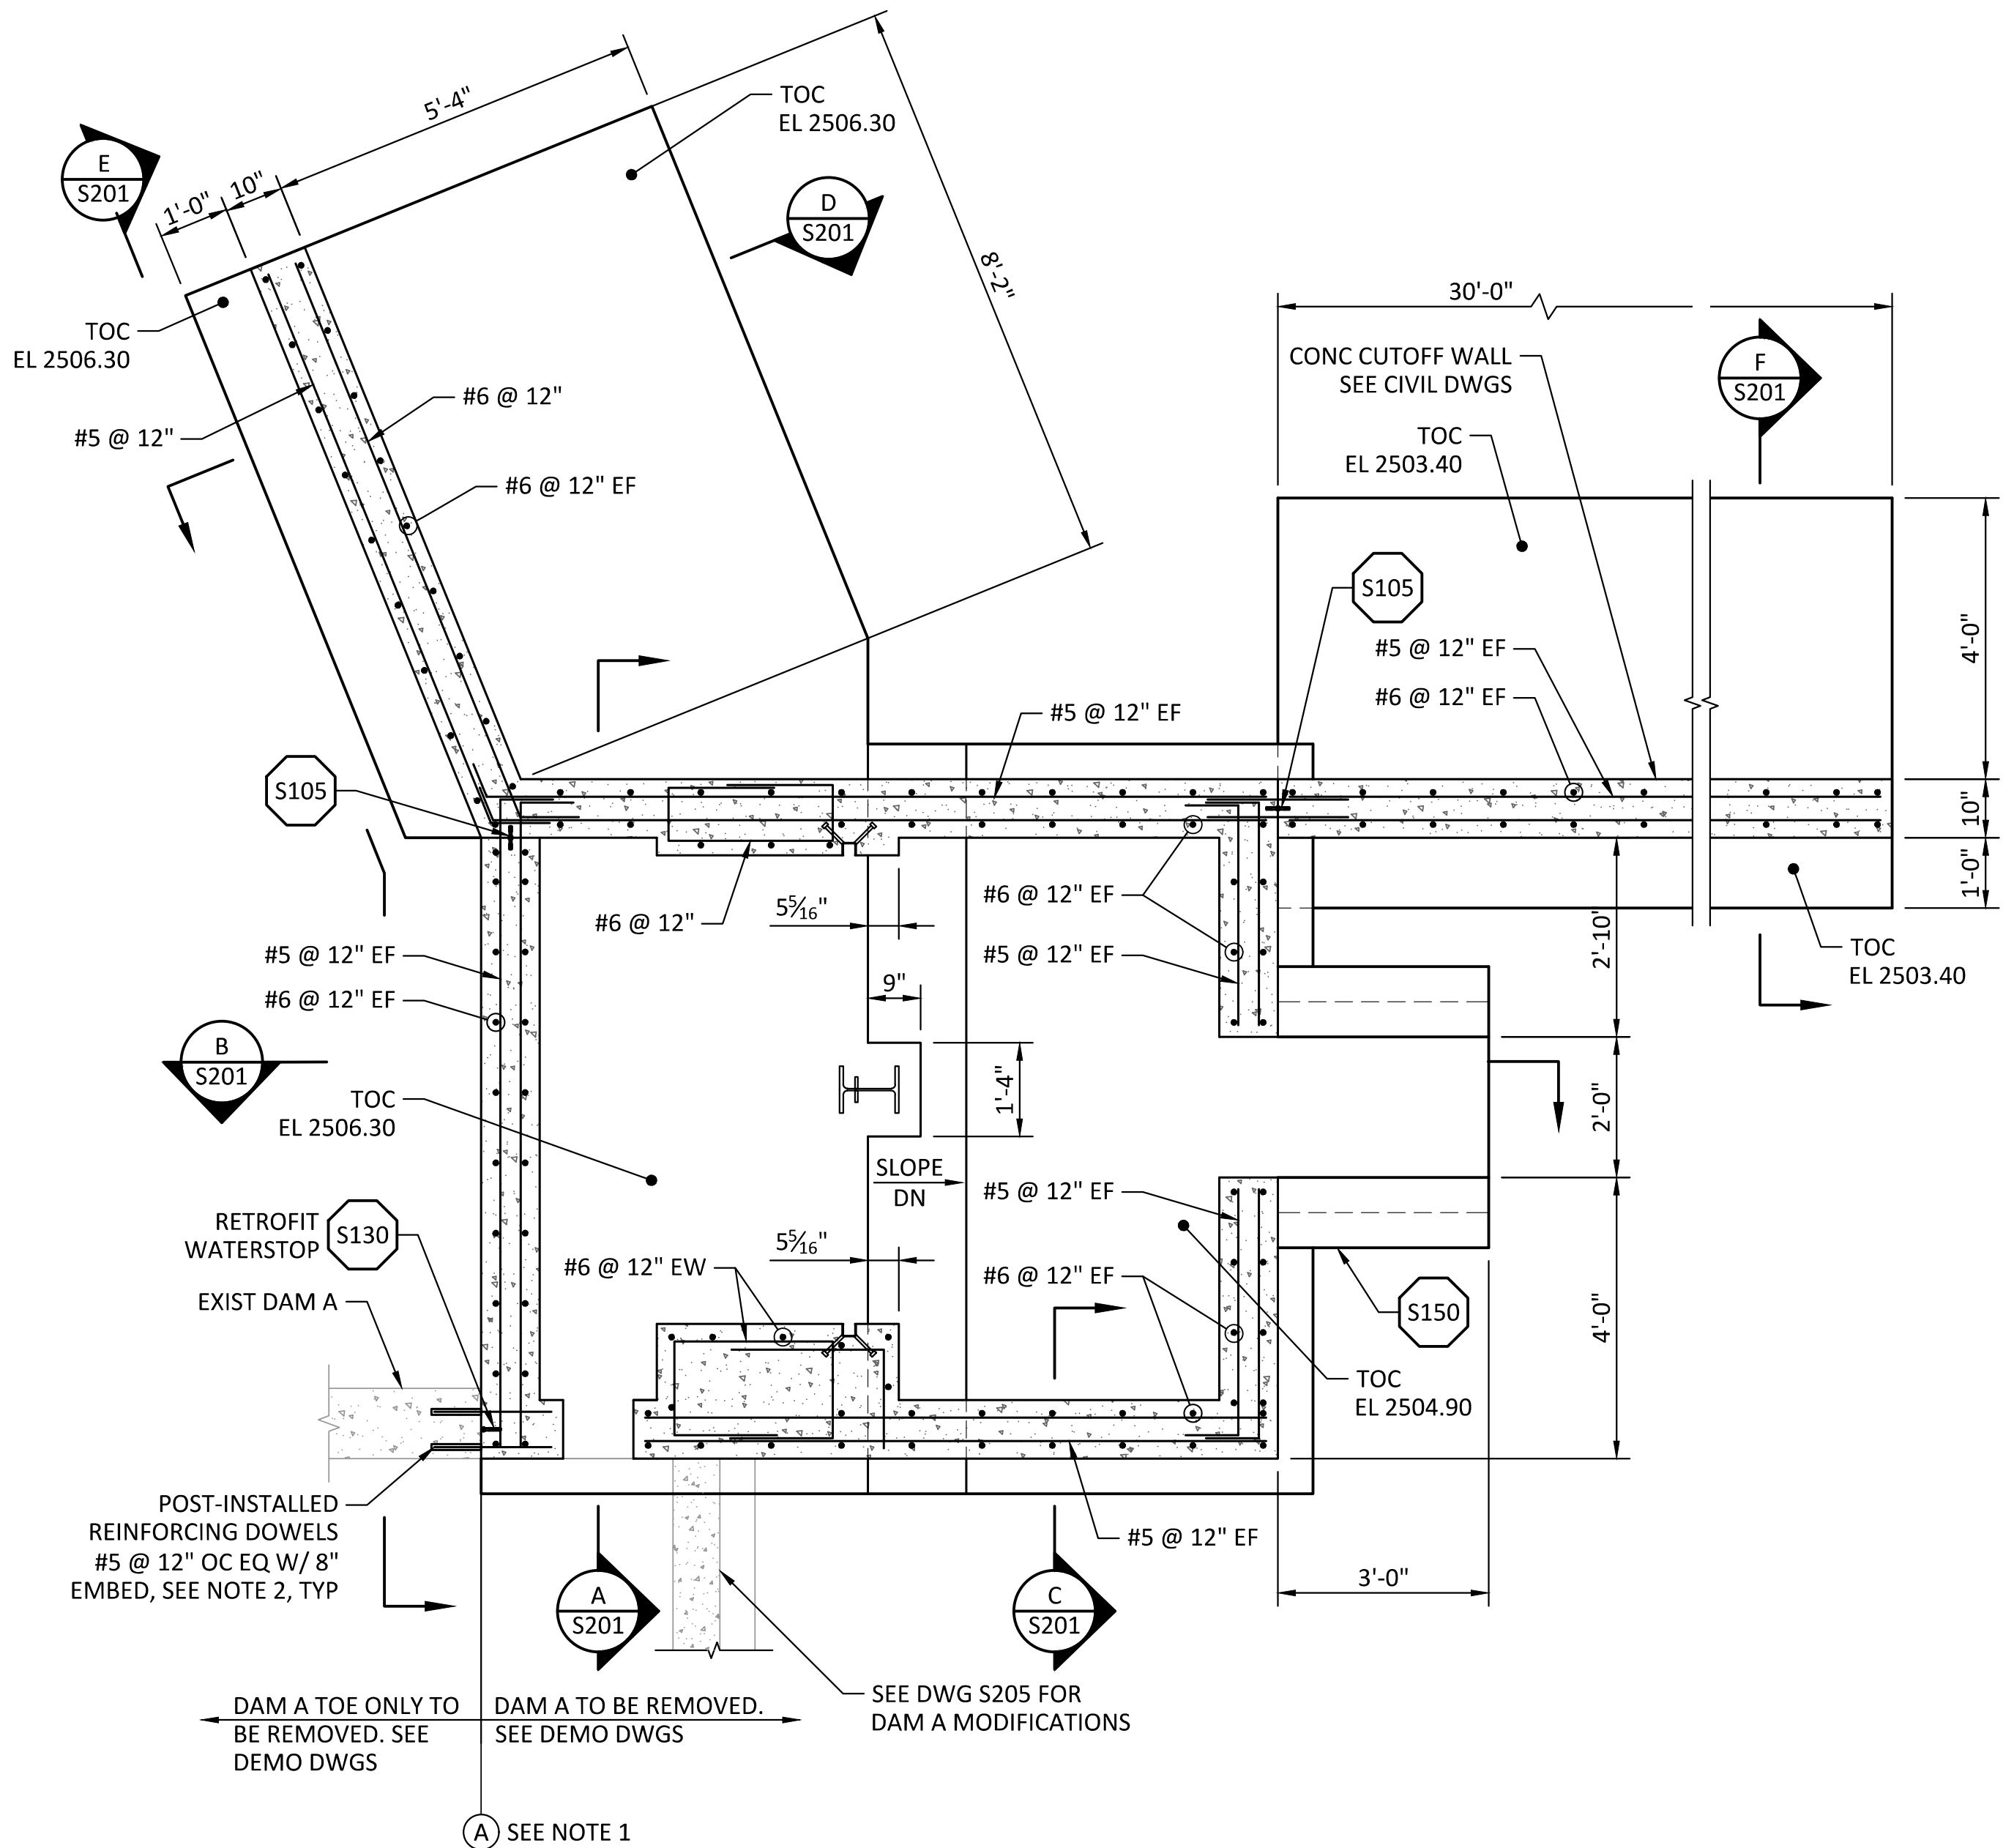 5'-4"
TOC
EL 2506.30
E
S201
1'-0"
10"
D
S201
8'-2"
TOC
EL 2506.30
30'-0"
CONC CUTOFF WALL
SEE CIVIL DWGS
F
S201
#6 @ 12"
#5 @ 12"
TOC
EL 2503.40
#6 @ 12" EF
S105
4'-0"
#5 @ 12" EF
#6 @ 12" EF
#5 @ 12" EF
S105
10"
1'-0"
#6 @ 12" EF
5 5/16"
#6 @ 12"
2'-10"
#5 @ 12" EF
#5 @ 12" EF
TOC
EL 2503.40
#6 @ 12" EF
9"
B
S201
TOC
EL 2506.30
1'-4"
2'-0"
SLOPE
DN
#5 @ 12" EF
RETROFIT
WATERSTOP
S130
5 5/16"
#6 @ 12" EW
#6 @ 12" EF
EXIST DAM A
S150
4'-0"
TOC
EL 2504.90
POST-INSTALLED
REINFORCING DOWELS
#5 @ 12" OC EQ W/ 8"
EMBED, SEE NOTE 2, TYP
#5 @ 12" EF
3'-0"
A
S201
C
S201
DAM A TOE ONLY TO
BE REMOVED. SEE
DEMO DWGS
DAM A TO BE REMOVED.
SEE DEMO DWGS
SEE DWG S205 FOR
DAM A MODIFICATIONS
A SEE NOTE 1